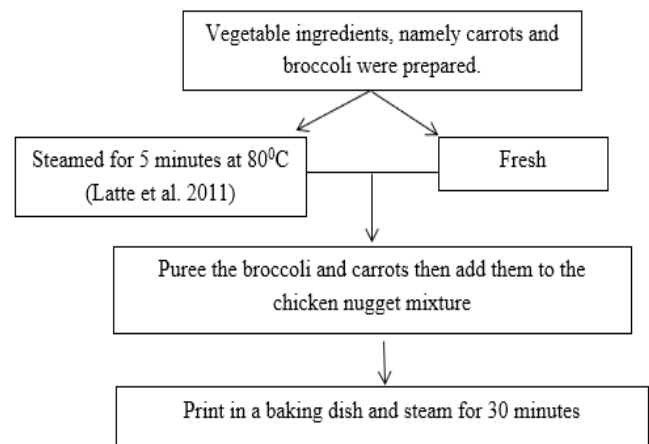 Vegetable ingredients, namely carrots and
broccoli were prepared.
Steamed for 5 minutes at 80⁰C
(Latte et al. 2011)
Fresh
Puree the broccoli and carrots then add them to the
chicken nugget mixture
Print in a baking dish and steam for 30 minutes